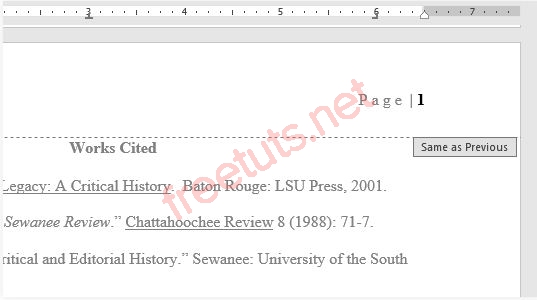 3 4 5 6 7
P a g e | 1
Works Cited
Same as Previous
Legacy: A Critical History. Baton Rouge: LSU Press, 2001.
Sewanee Review.” Chattahoochee Review 8 (1988): 71-7.
ritical and Editorial History.” Sewanee: University of the South
freetuts.net